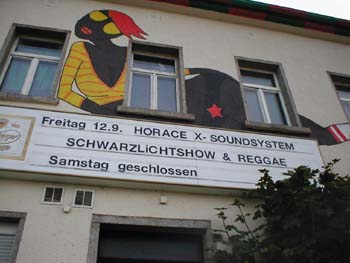 Freitag 12.9. HORACE X-SOUNDSYSTEM
SCHWARZLiCHTSHOW & REGGAE
Samstag geschlossen